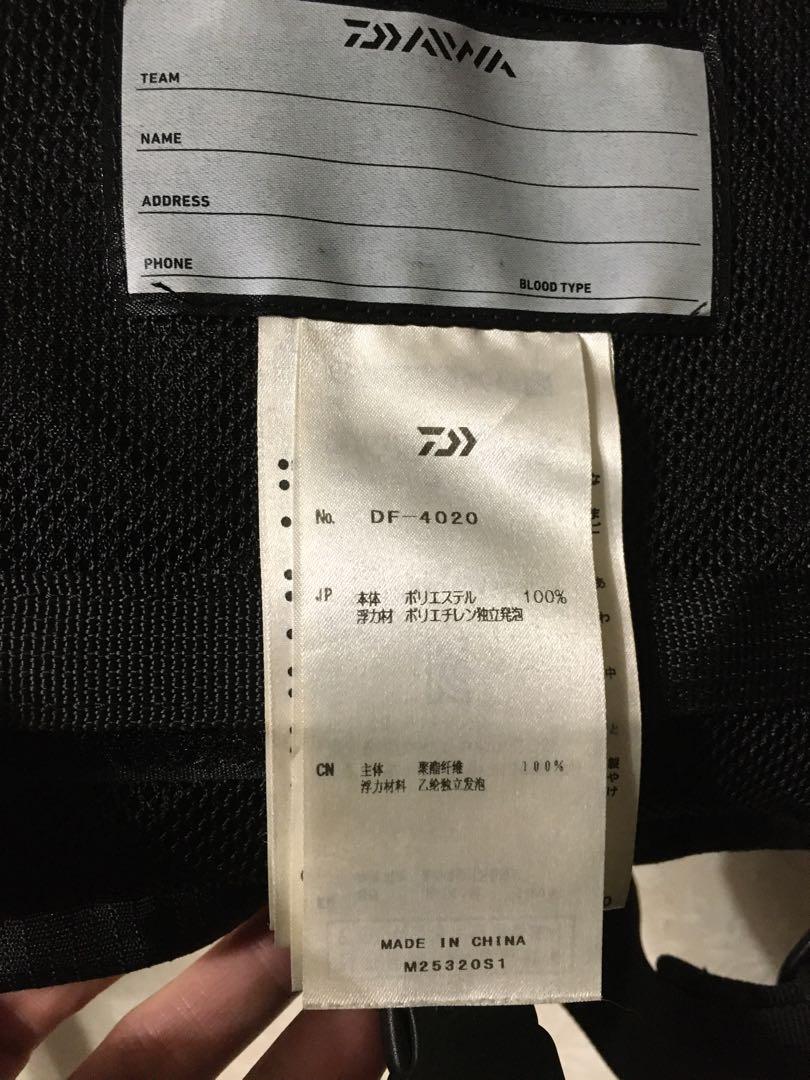 DAIWA
TEAM
NAME
ADDRESS
PHONE
BLOOD TYPE
No. DF-4020
JP 本体 ポリエステル 100%
浮力材 ポリエチレン独立発泡
CN 主体 聚酯纤维 100%
浮力材料 乙纶独立发泡
MADE IN CHINA
M25320S1